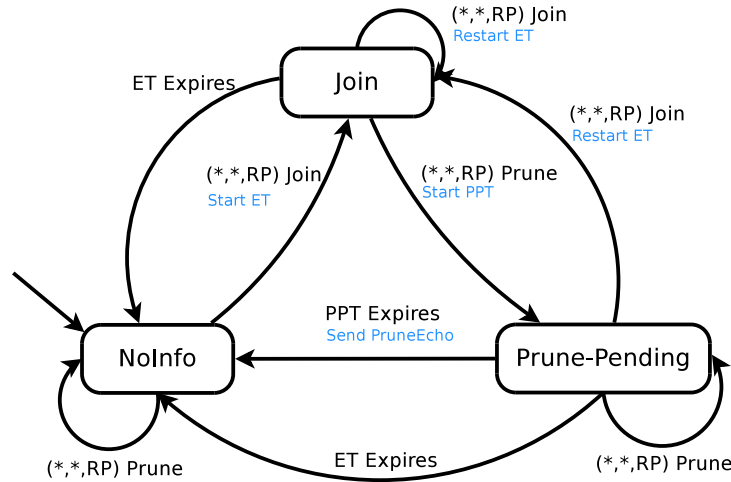 (*,*,RP) Join
Restart ET
Join
ET Expires
(*,*,RP) Join
Restart ET
(*,*,RP) Join
Start ET
(*,*,RP) Prune
Start PPT
PPT Expires
Send PruneEcho
NoInfo
Prune-Pending
(*,*,RP) Prune
ET Expires
(*,*,RP) Prune